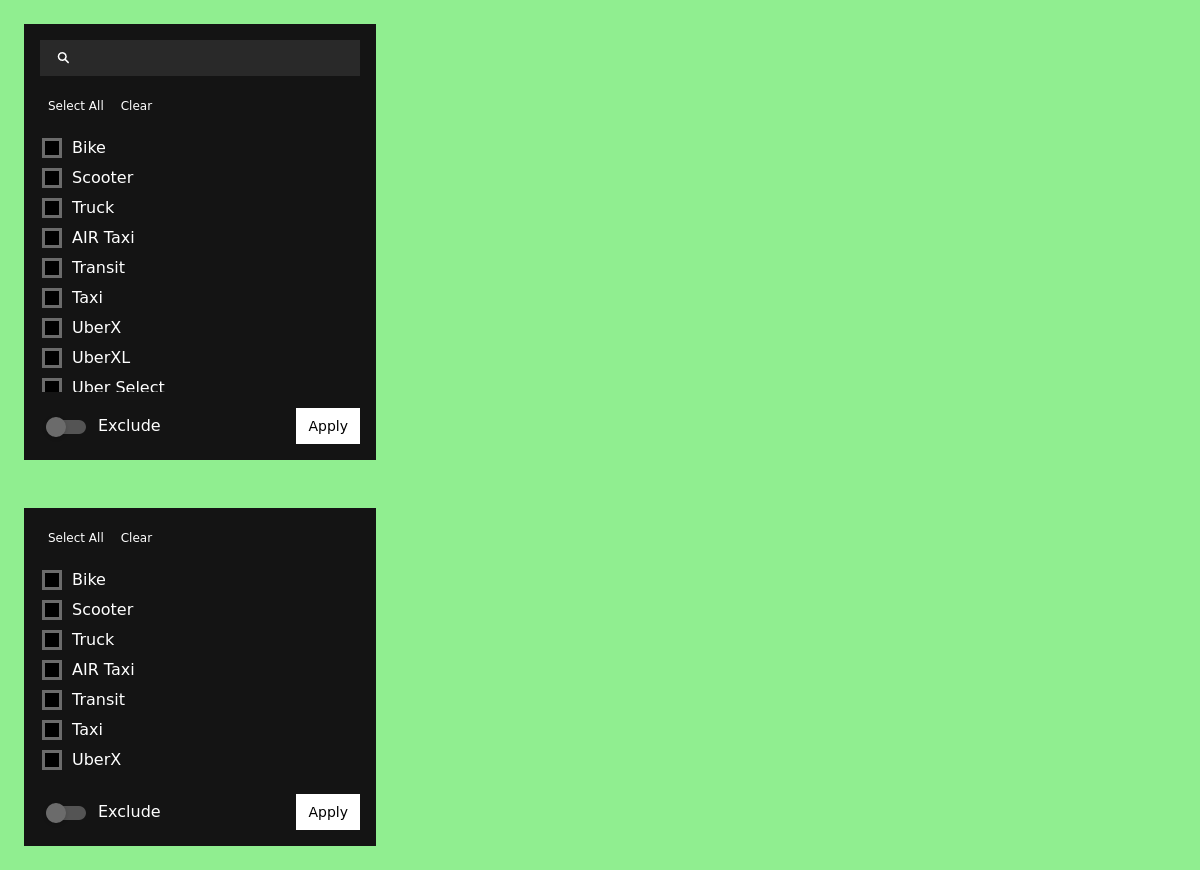 Select All Clear
Bike
Scooter
Truck
AIR Taxi
Transit
Taxi
UberX
UberXL
Uber Select
Exclude Apply
Select All Clear
Bike
Scooter
Truck
AIR Taxi
Transit
Taxi
UberX
Exclude Apply